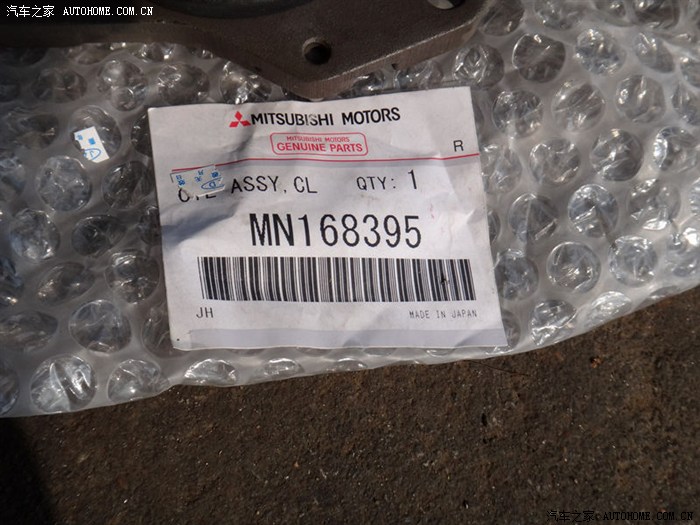 汽车之家 AUTOHOME.COM.CN
MITSUBISHI MOTORS
MITSUBISHI MOTORS
GENUINE PARTS
R
ASSY, CL QTY: 1
MN168395
JH
MADE IN JAPAN
汽车之家 AUTOHOME.COM.CN